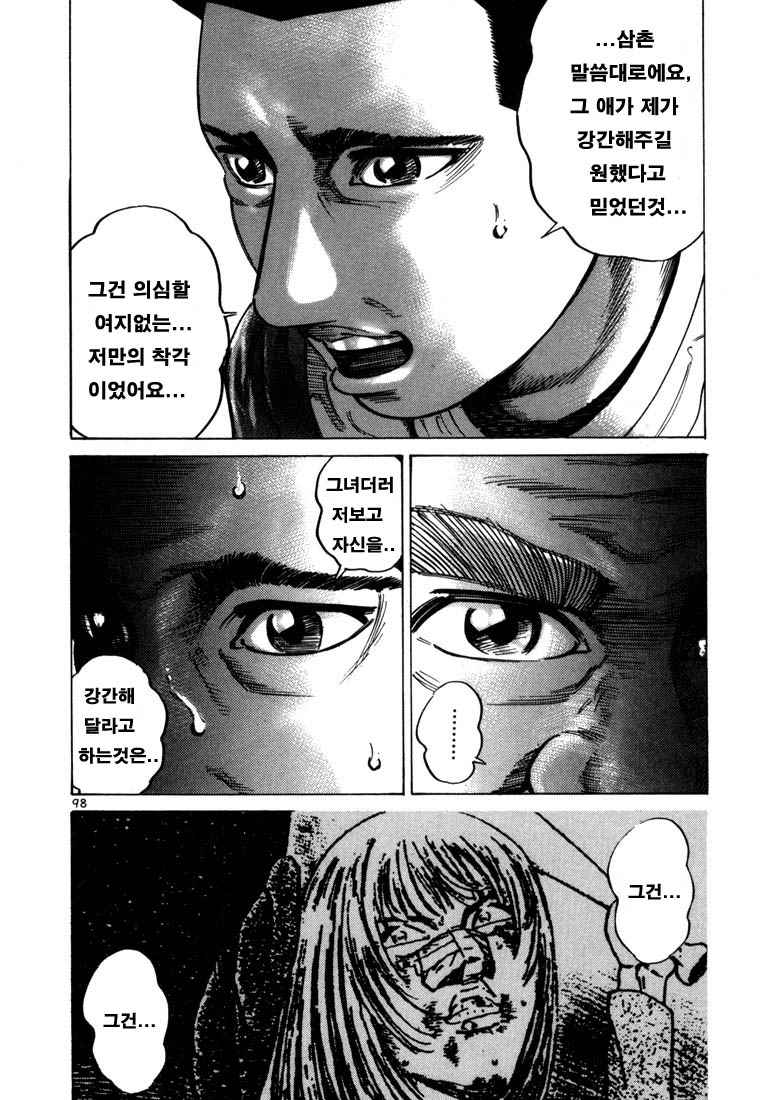 ...삼촌
말씀대로에요,
그 애가 제가
강간해주길
원했다고
믿었던것...
그건 의심할
여지없는...
저만의 착각
이었어요...
그녀더러
저보고
자신을..
강간해
달라고
하는것은..
........
98
그건...
그건...